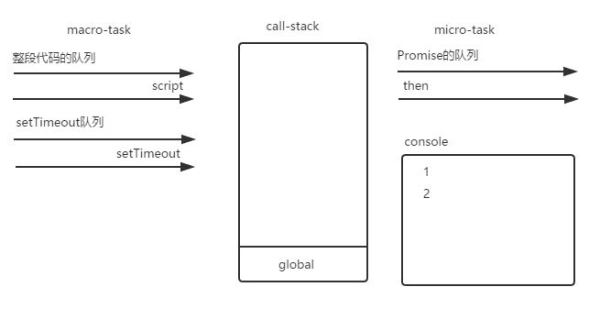 macro-task
整段代码的队列
script
setTimeout队列
setTimeout
call-stack
global
micro-task
Promise的队列
then
console
1
2